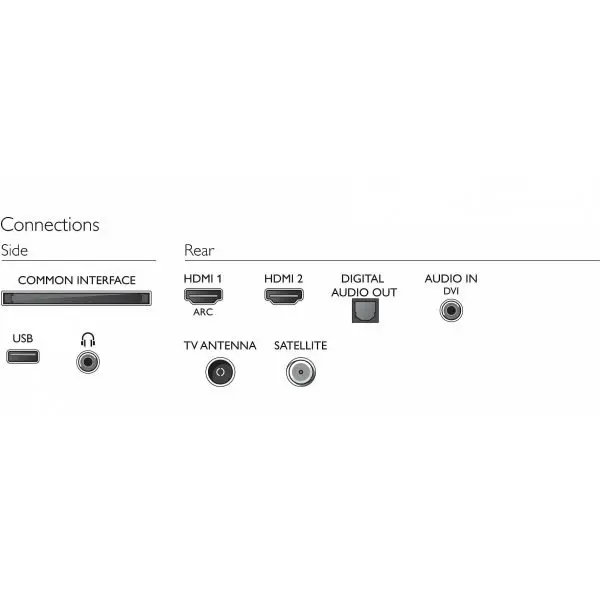 Connections
Side
COMMON INTERFACE
USB
Rear
HDMI 1
ARC
HDMI 2
DIGITAL
AUDIO OUT
AUDIO IN
DVI
TV ANTENNA
SATELLITE